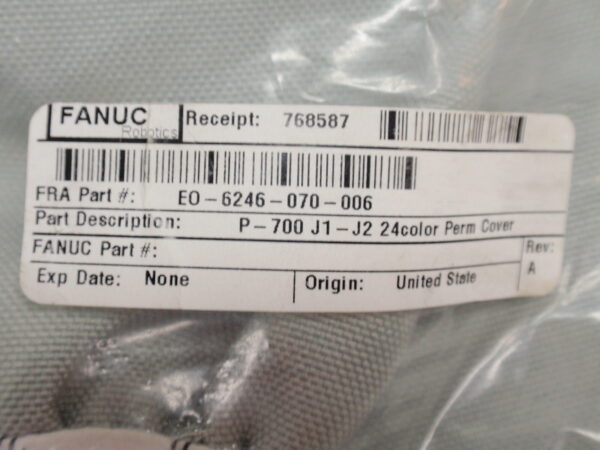 FANUC Robotics Receipt: 768587
FRA Part #: EO-6246-070-006
Part Description: P-700 J1-J2 24color Perm Cover
FANUC Part #: Rev: A
Exp Date: None Origin: United State